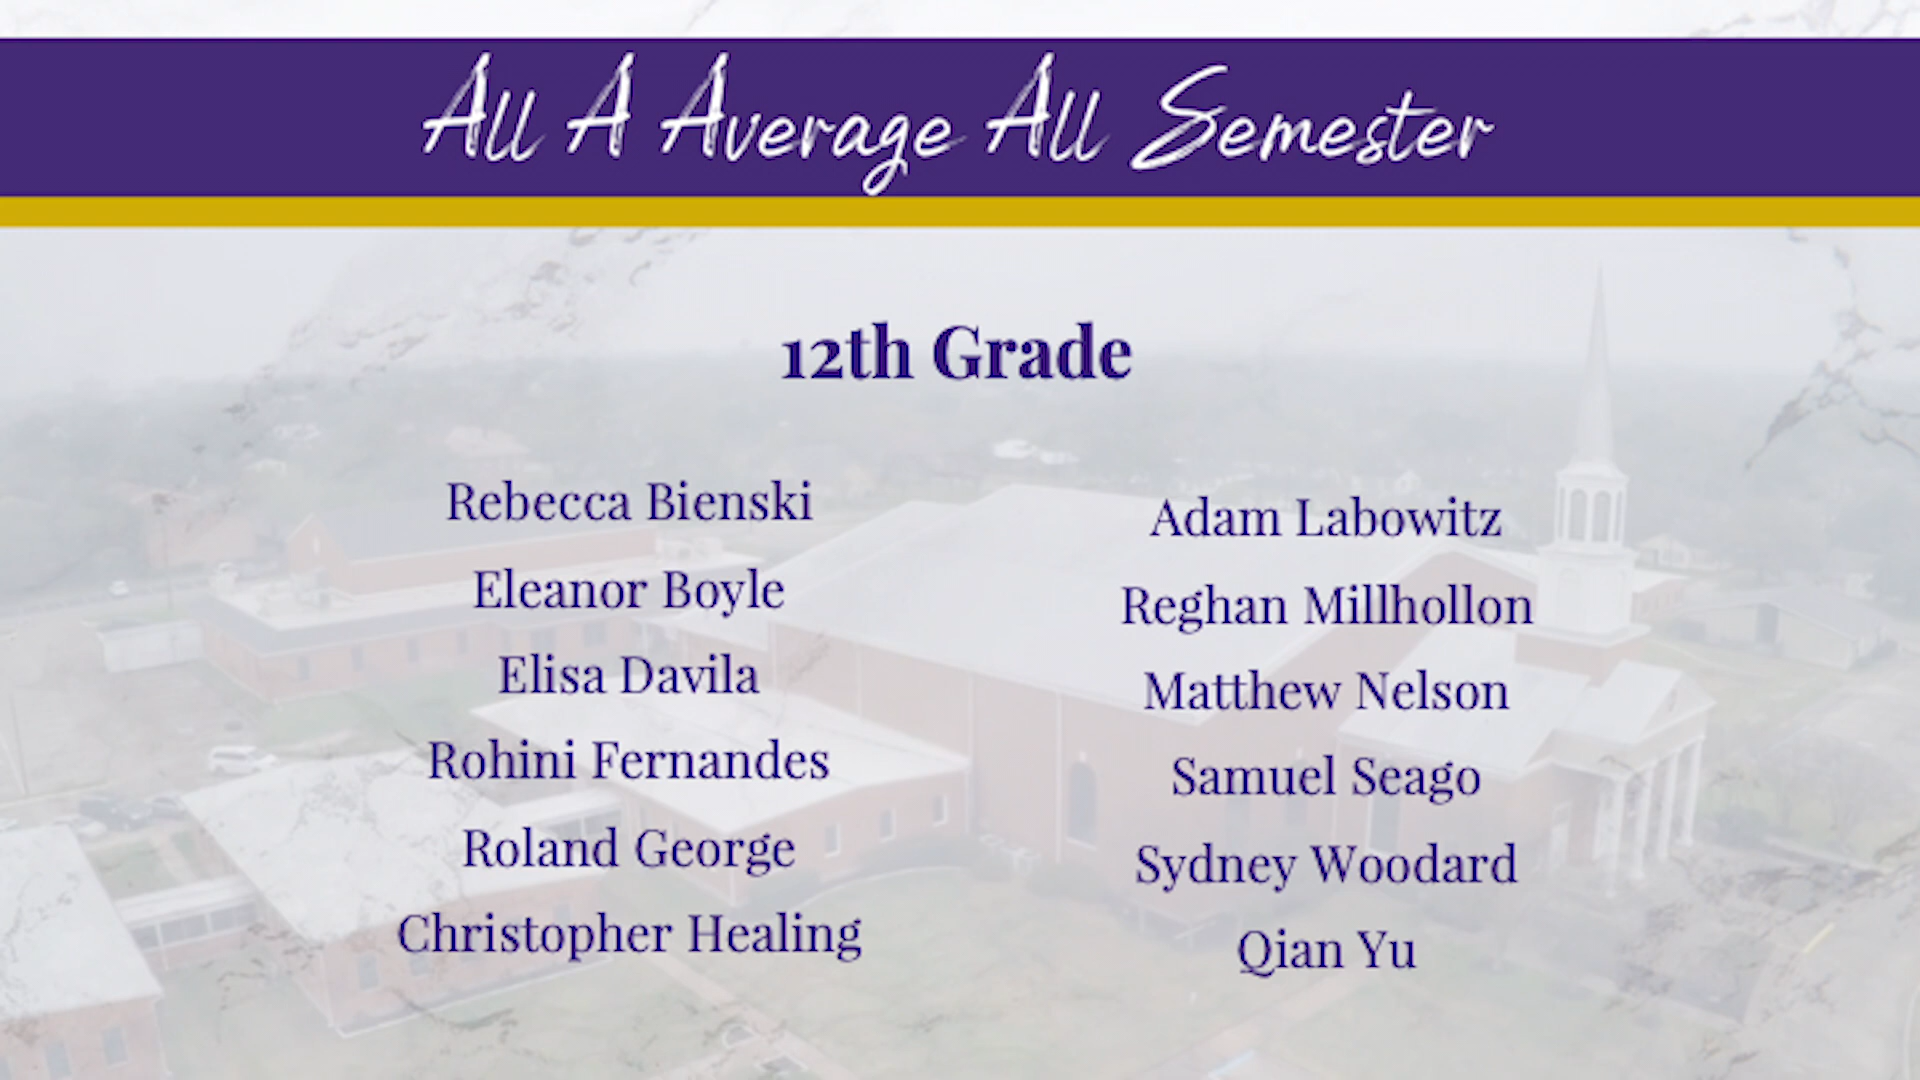 All A Average All Semester
12th Grade
Rebecca Bienski
Eleanor Boyle
Elisa Davila
Rohini Fernandes
Roland George
Christopher Healing
Adam Labowitz
Reghan Millhollon
Matthew Nelson
Samuel Seago
Sydney Woodard
Qian Yu